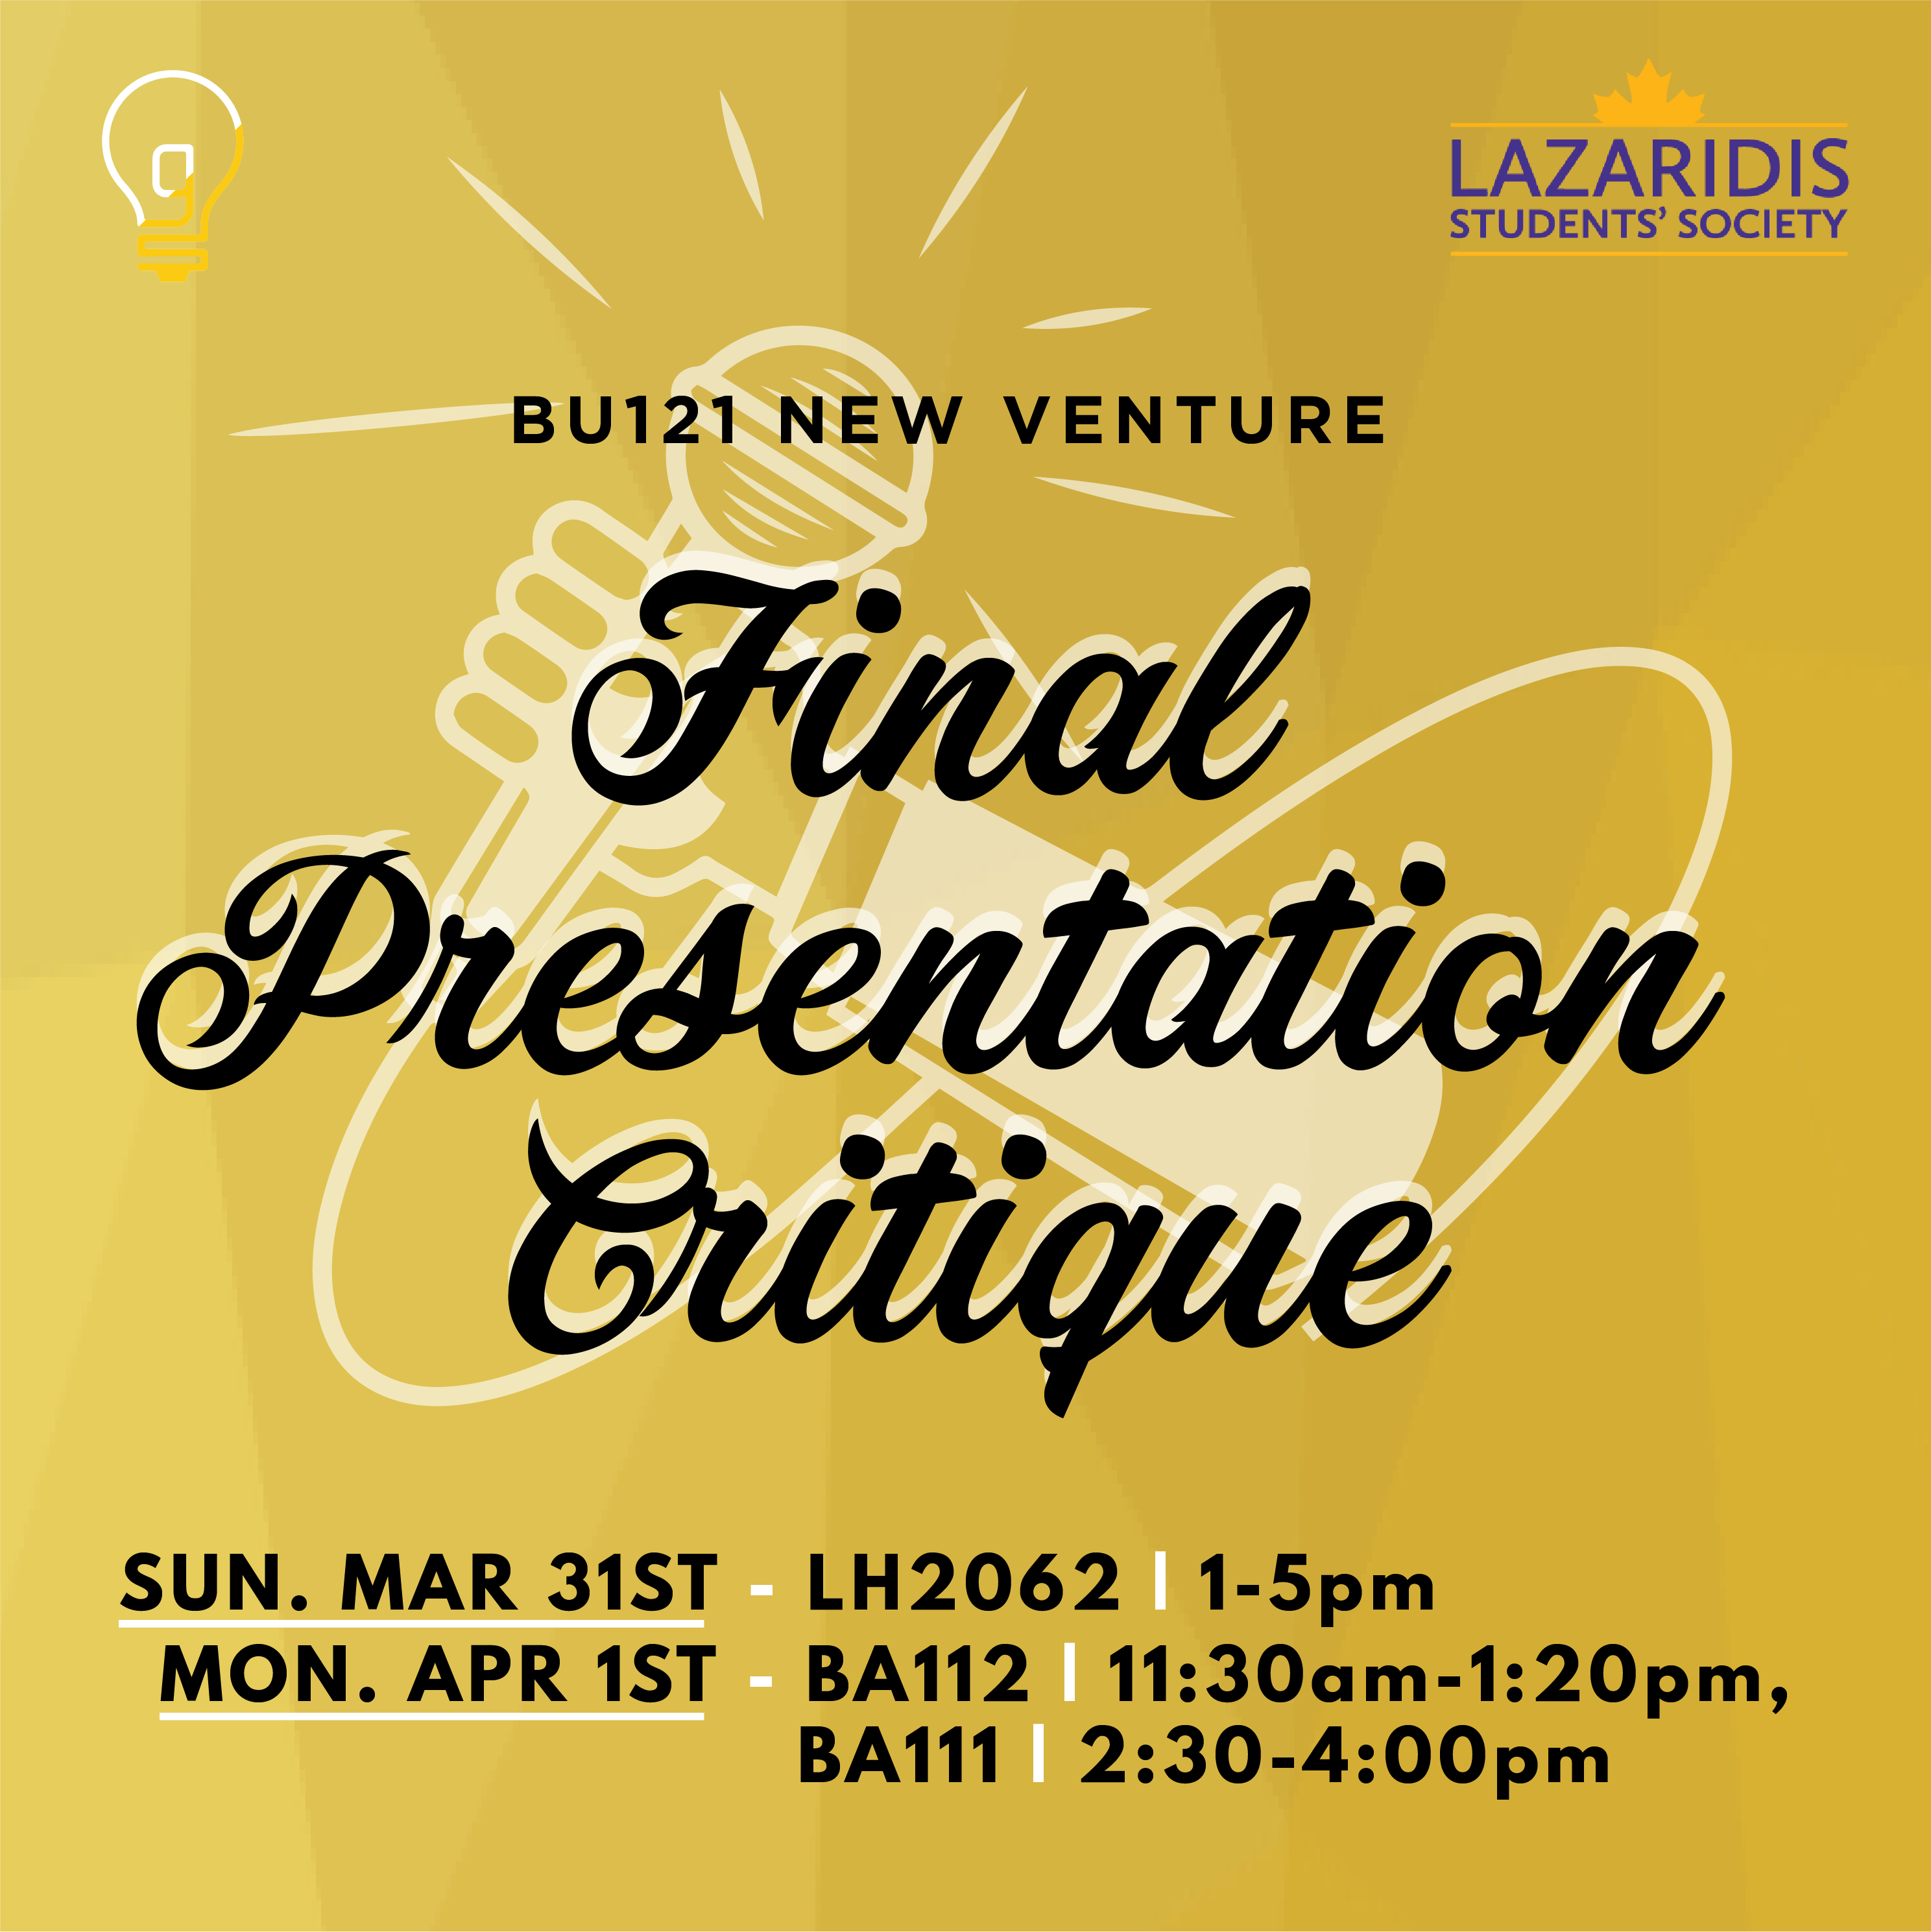 LAZARIDIS
STUDENTS' SOCIETY
BU121 NEW VENTURE
Final
Presentation
Critique
SUN. MAR 31ST - LH2062 | 1-5pm
MON. APR 1ST - BA112 | 11:30am-1:20pm,
BA111 | 2:30-4:00pm